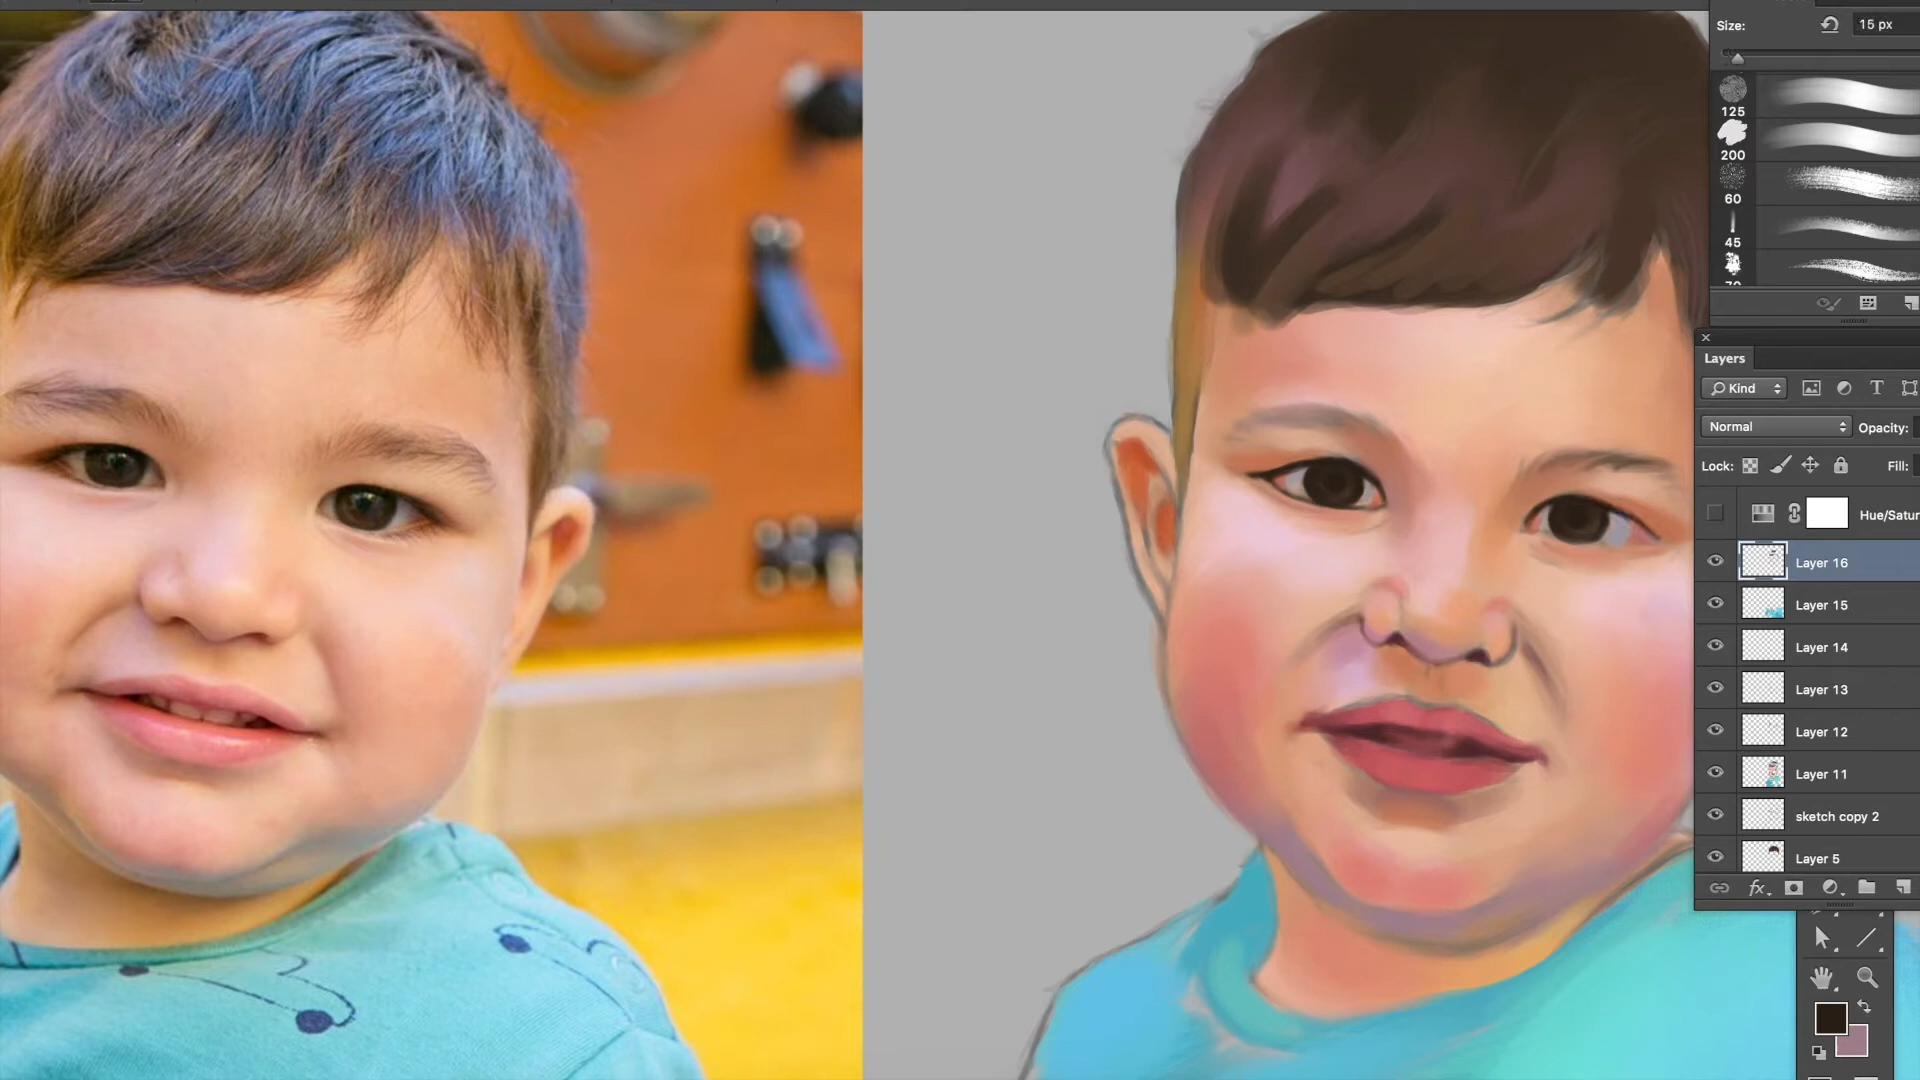 Size:
15 px
125
200
60
45
Layers
Kind
Normal
Opacity:
Lock:
Fill:
Hue/Satur
Layer 16
Layer 15
Layer 14
Layer 13
Layer 12
Layer 11
sketch copy 2
Layer 5
fx